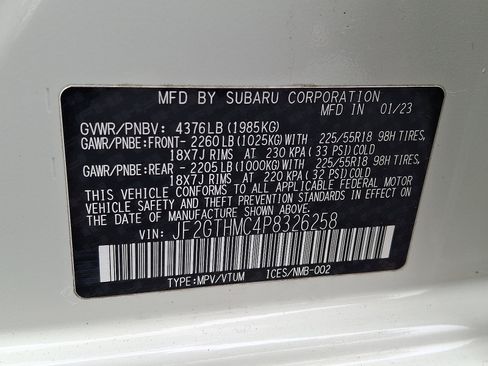 MFD BY SUBARU CORPORATION
MFD IN 01/23
GVWR/PNBV: 4376LB (1985KG)
GAWR/PNBE:FRONT- 2260LB (1025KG)WITH 225/55R18 98H TIRES,
18X7J RIMS AT 230 KPA (33 PSI) COLD
GAWR/PNBE:REAR - 2205LB (1000KG)WITH 225/55R18 98H TIRES,
18X7J RIMS AT 220 KPA (32 PSI) COLD
THIS VEHICLE CONFORMS TO ALL APPLICABLE FEDERAL MOTOR
VEHICLE SAFETY AND THEFT PREVENTION STANDARDS IN EFFECT ON
THE DATE OF MANUFACTURE SHOWN ABOVE.
VIN: JF2GTHMC4P8326258
TYPE:MPV/VTUM ICES/NMB-002